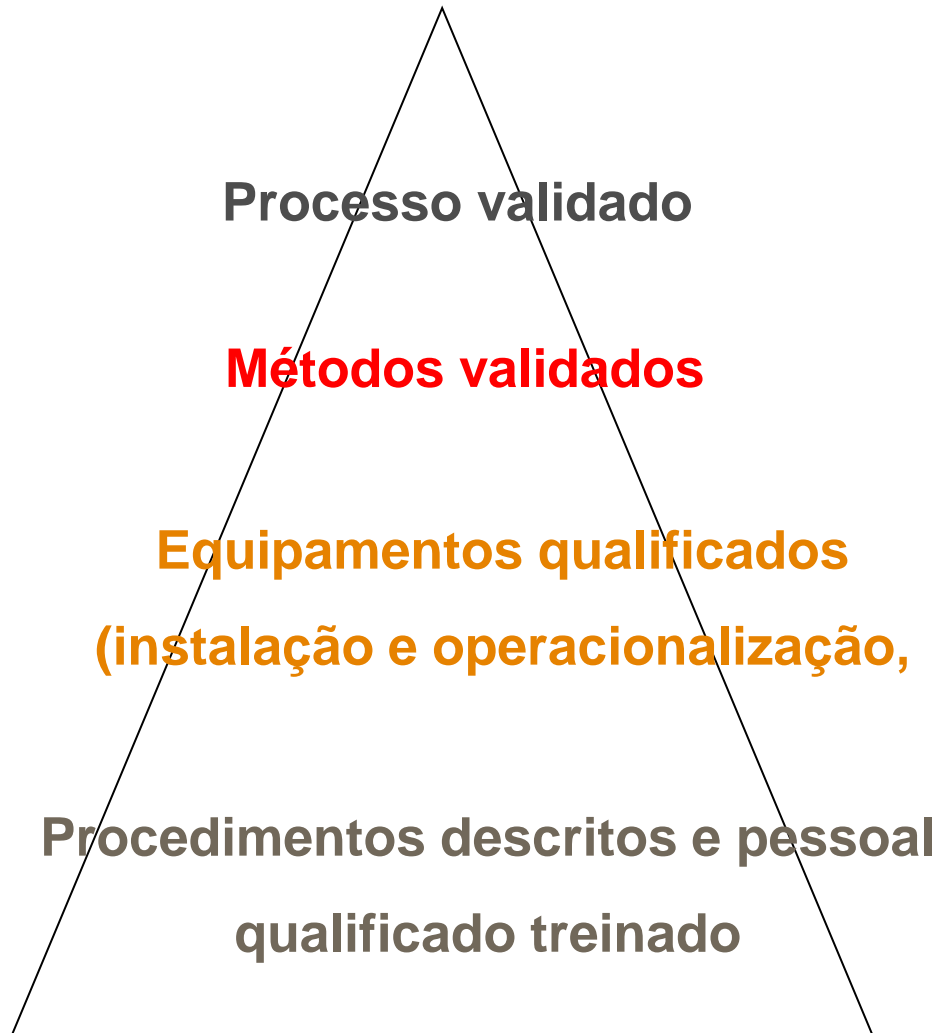 Processo validado
Métodos validados
Equipamentos qualificados
(instalação e operacionalização,
Procedimentos descritos e pessoal
qualificado treinado